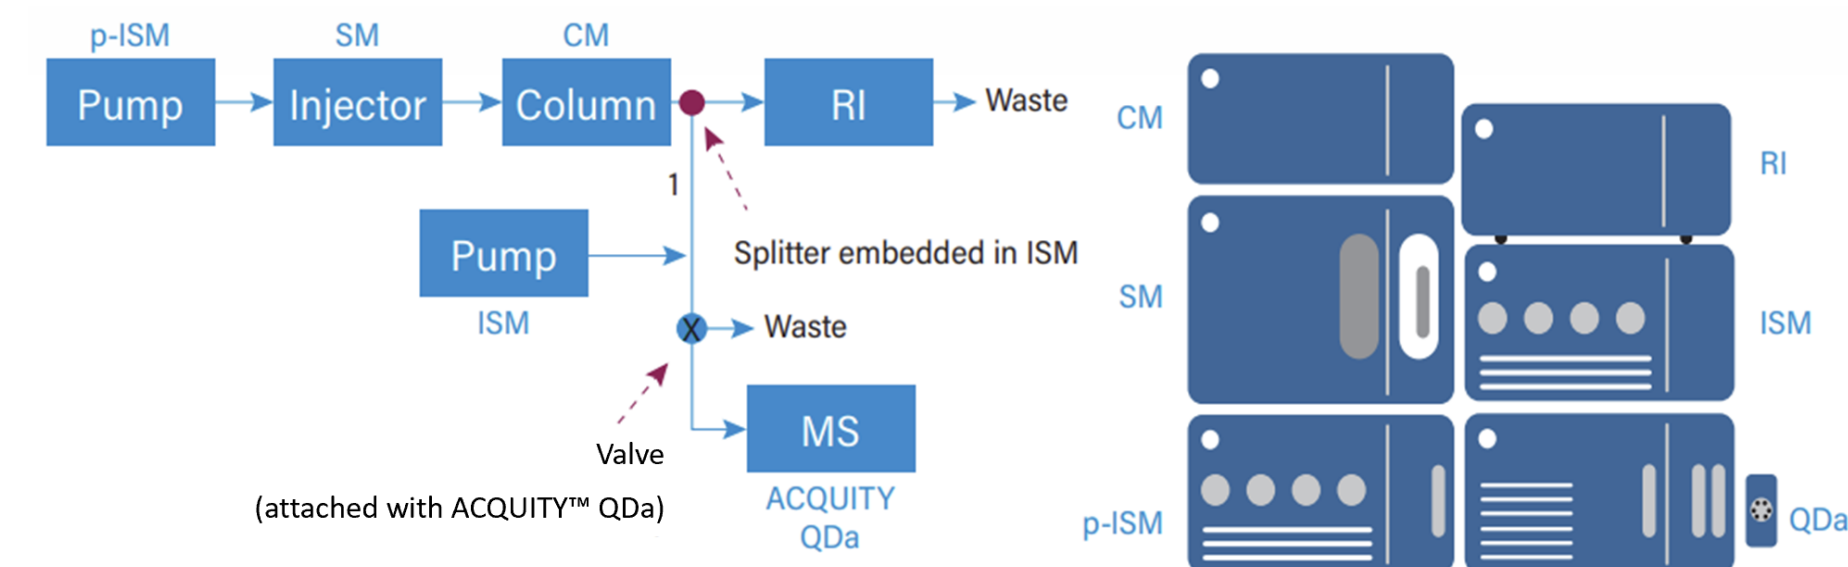 p-ISM
SM
CM
Pump
Injector
Column
RI
Waste
1
Pump
ISM
Splitter embedded in ISM
X
Waste
Valve
(attached with ACQUITY™ QDa)
MS
ACQUITY
QDa
CM
RI
SM
ISM
p-ISM
QDa